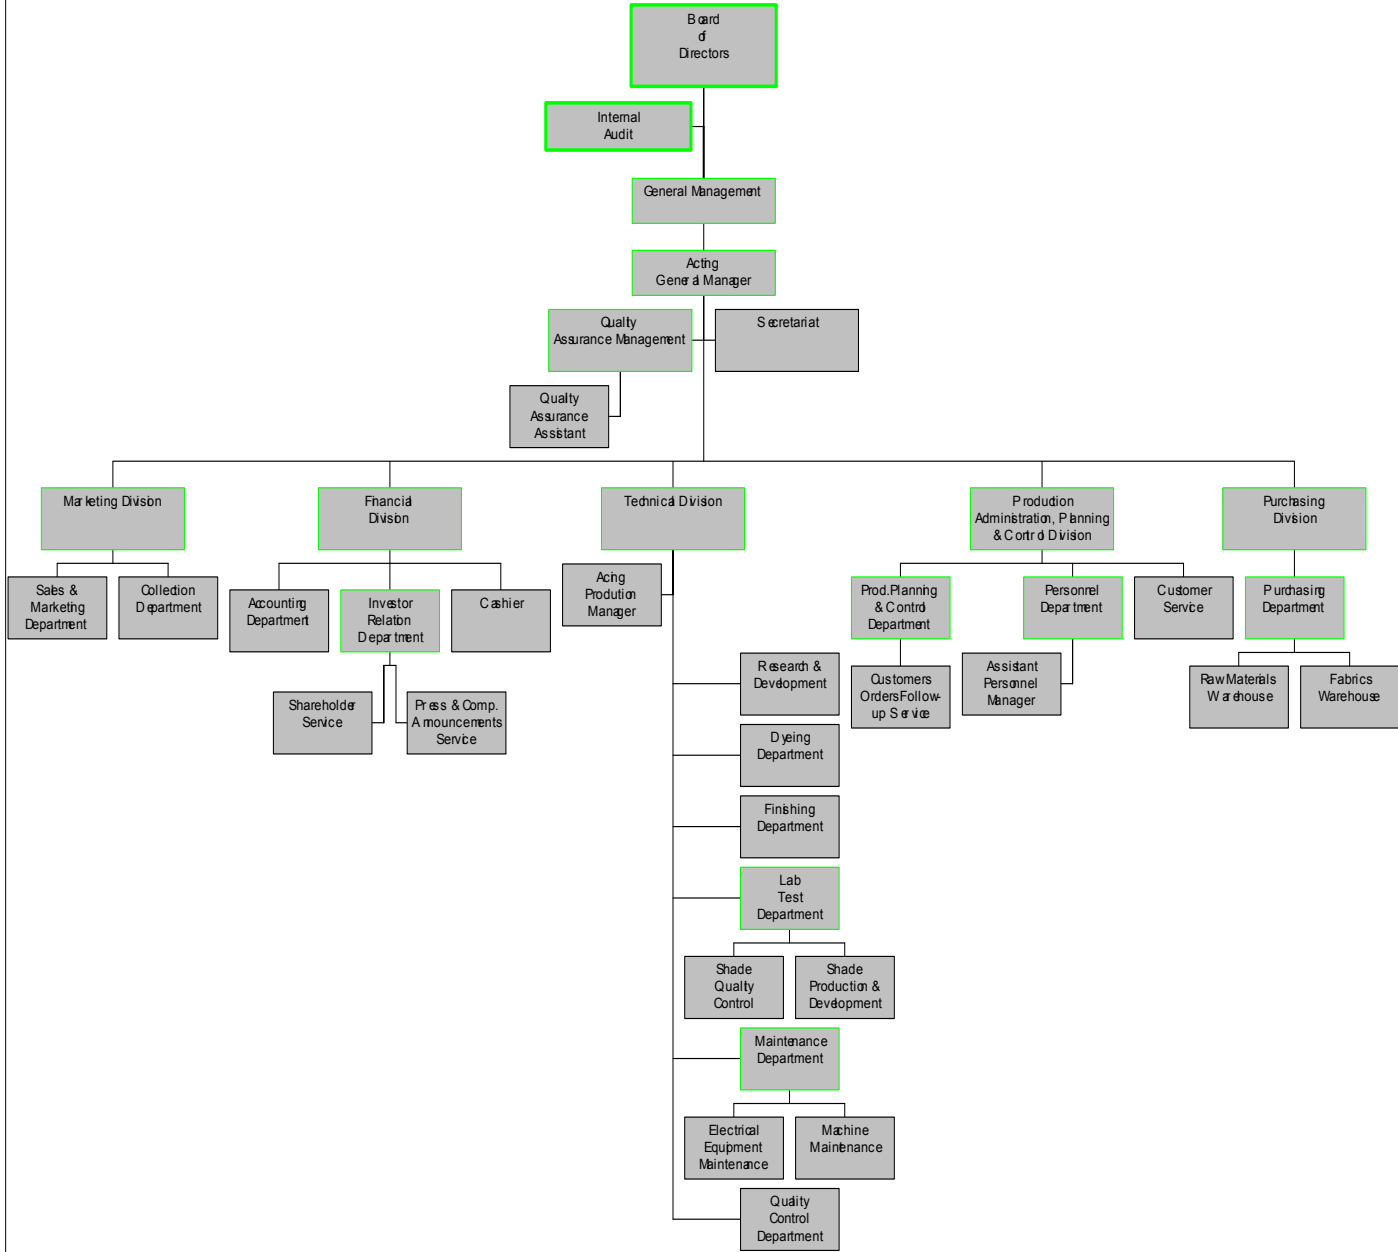 Board
of
Directors
Internal
Audit
General Management
Acting
General Manager
Quality
Assurance Management
Secretariat
Quality
Assurance
Assistant
Marketing Division
Financial
Division
Technical Division
Production
Administration, Planning
& Control Division
Purchasing
Division
Sales &
Marketing
Department
Collection
Department
Accounting
Department
Investor
Relation
Department
Cashier
Acing
Prodution
Manager
Prod.Planning
& Control
Department
Personnel
Department
Customer
Service
Purchasing
Department
Shareholder
Service
Press & Comp.
Announcements
Service
Research &
Development
Customers
Orders Follow-
up Service
Assistant
Personnel
Manager
Raw Materials
Warehouse
Fabrics
Warehouse
Dyeing
Department
Finishing
Department
Lab
Test
Department
Shade
Quality
Control
Shade
Production &
Development
Maintenance
Department
Electrical
Equipment
Maintenance
Machine
Maintenance
Quality
Control
Department